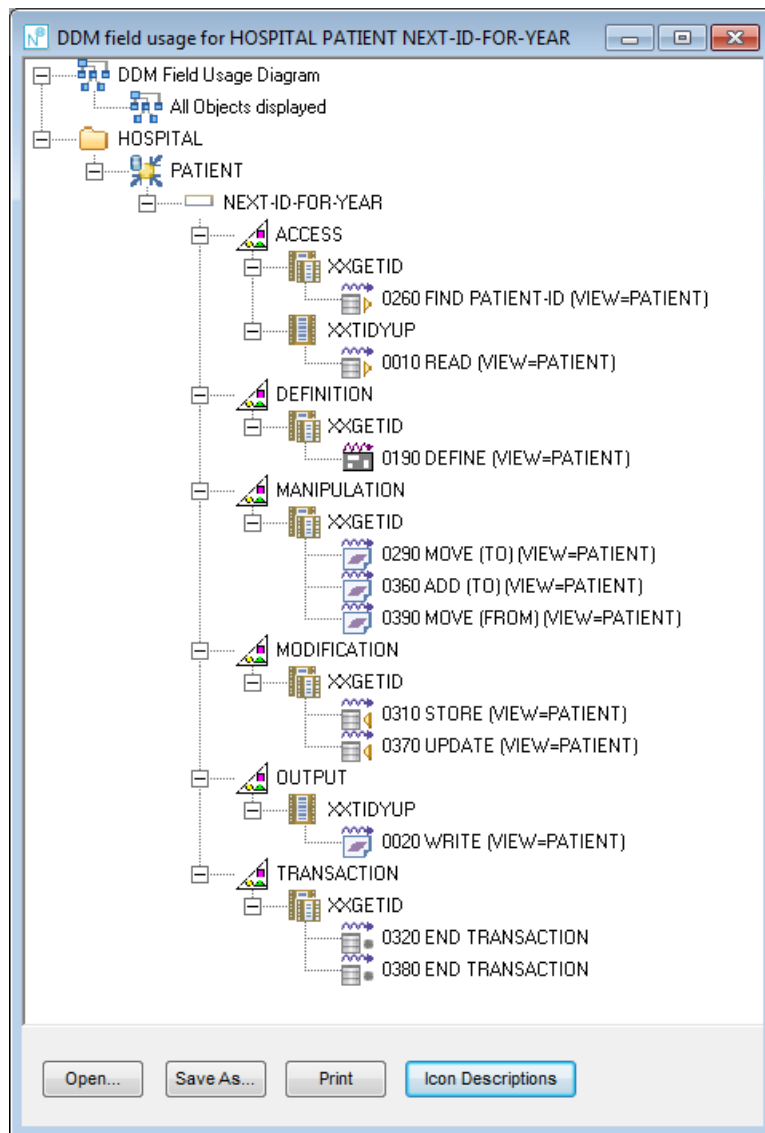 DDM field usage for HOSPITAL PATIENT NEXT-ID-FOR-YEAR
DDM Field Usage Diagram
All Objects displayed
HOSPITAL
PATIENT
NEXT-ID-FOR-YEAR
ACCESS
XXGETID
0260 FIND PATIENT-ID (VIEW=PATIENT)
XXTIDYUP
0010 READ (VIEW=PATIENT)
DEFINITION
XXGETID
0190 DEFINE (VIEW=PATIENT)
MANIPULATION
XXGETID
0290 MOVE (TO) (VIEW=PATIENT)
0360 ADD (TO) (VIEW=PATIENT)
0390 MOVE (FROM) (VIEW=PATIENT)
MODIFICATION
XXGETID
0310 STORE (VIEW=PATIENT)
0370 UPDATE (VIEW=PATIENT)
OUTPUT
XXTIDYUP
0020 WRITE (VIEW=PATIENT)
TRANSACTION
XXGETID
0320 END TRANSACTION
0380 END TRANSACTION
Open... Save As... Print Icon Descriptions